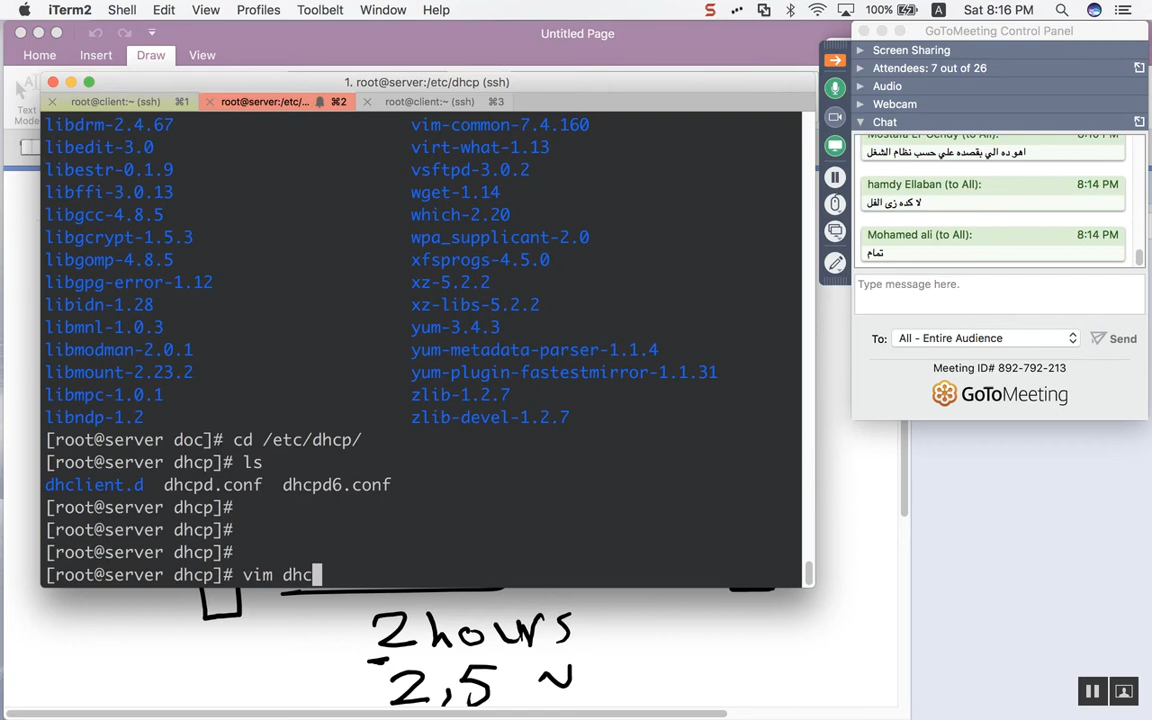 iTerm2 Shell Edit View Profiles Toolbelt Window Help 100% A Sat 8:16 PM
Untitled Page
Home Insert Draw View
Text
Mode
1. root@server:/etc/dhcp (ssh)
root@client:~ (ssh) ⌘1 root@server:/etc/... ⌘2 root@client:~ (ssh) ⌘3
libdrm-2.4.67 vim-common-7.4.160
libedit-3.0 virt-what-1.13
libestr-0.1.9 vsftpd-3.0.2
libffi-3.0.13 wget-1.14
libgcc-4.8.5 which-2.20
libgcrypt-1.5.3 wpa_supplicant-2.0
libgomp-4.8.5 xfsprogs-4.5.0
libgpg-error-1.12 xz-5.2.2
libidn-1.28 xz-libs-5.2.2
libmnl-1.0.3 yum-3.4.3
libmodman-2.0.1 yum-metadata-parser-1.1.4
libmount-2.23.2 yum-plugin-fastestmirror-1.1.31
libmpc-1.0.1 zlib-1.2.7
libndp-1.2 zlib-devel-1.2.7
[root@server doc]# cd /etc/dhcp/
[root@server dhcp]# ls
dhclient.d dhcpd.conf dhcpd6.conf
[root@server dhcp]#
[root@server dhcp]#
[root@server dhcp]#
[root@server dhcp]# vim dhc
2 hours
2,5 ~
GoToMeeting Control Panel
Screen Sharing
Attendees: 7 out of 26
Audio
Webcam
Chat
اهو ده الي بقصده علي حسب نظام الشغل
hamdy Ellaban (to All): 8:14 PM
لا كده زى الفل
Mohamed ali (to All): 8:14 PM
تمام
Type message here.
To: All - Entire Audience Send
Meeting ID# 892-792-213
GoToMeeting